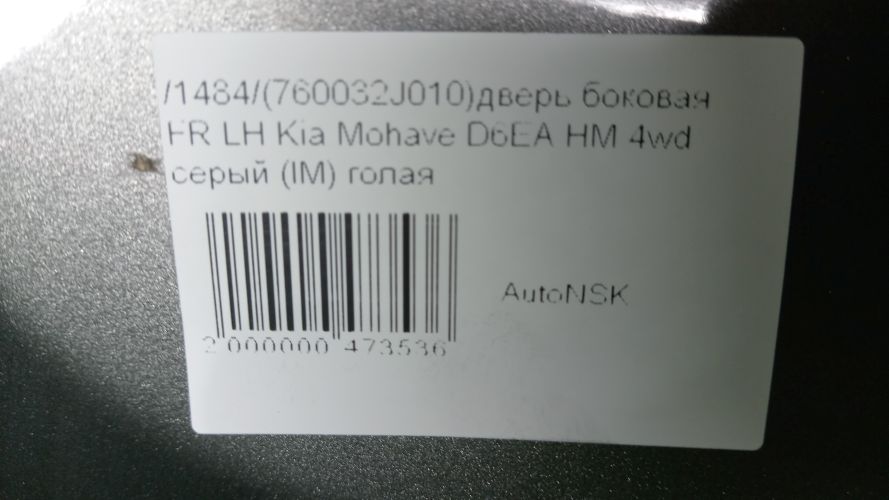 /1484/(760032J010)дверь боковая
FR LH Kia Mohave D6EA HM 4wd
серый (IM) голая
AutoNSK
2 000000 473536